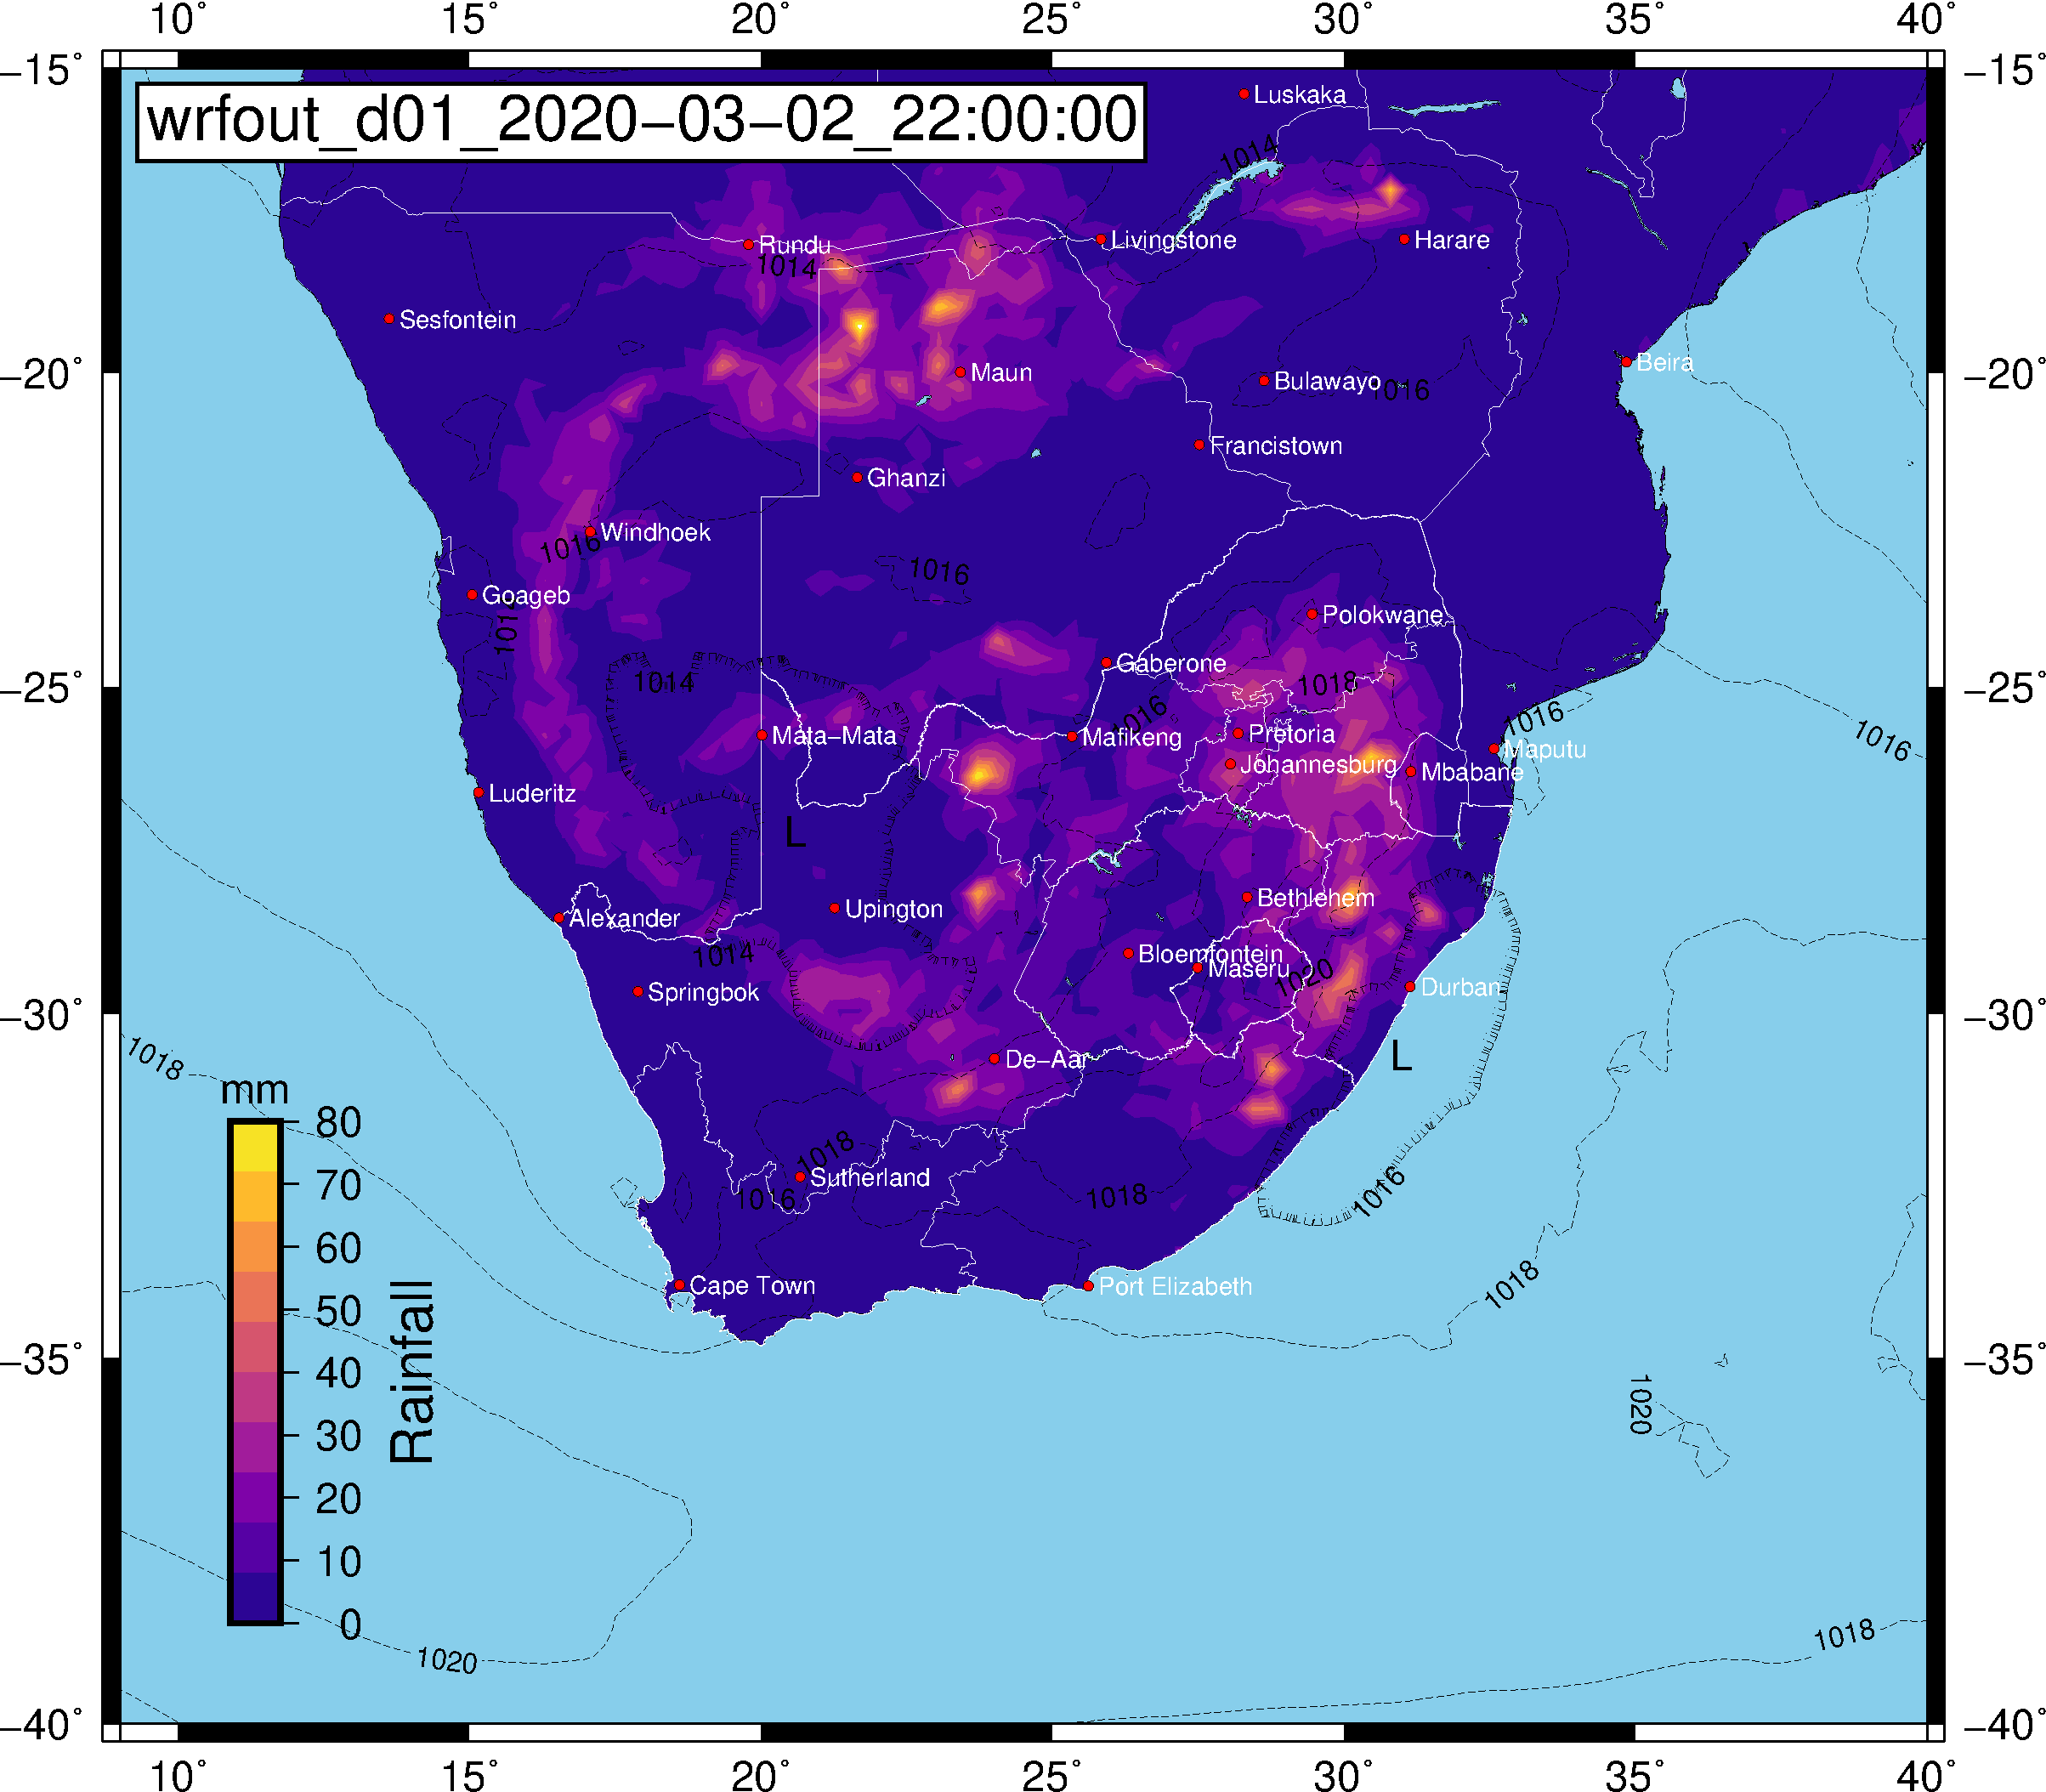 10° 15° 20° 25° 30° 35° 40°
−15° −15°
wrfout_d01_2020−03−02_22:00:00
Luskaka
1014
Rundu
Livingstone
Harare
1014
Sesfontein
Beira
−20° −20°
Maun
Bulawayo
1016
Francistown
Ghanzi
Windhoek
1016
1016
Goageb
1014
Polokwane
Gaberone
−25° −25°
1014
1018
1016
1016
1016
Mata−Mata
Mafikeng
Pretoria
Maputu
Johannesburg
Mbabane
Luderitz
L
Bethlehem
Alexander
Upington
1014
Bloemfontein
Maseru
1020
Springbok
Durban
−30° −30°
1018
De−Aar
L
mm
80
70
60
50
40
30
20
10
0
Rainfall
1018
Sutherland
1016
1018
1016
Cape Town
Port Elizabeth
1018
−35° −35°
1020
1018
1020
−40° −40°
10° 15° 20° 25° 30° 35° 40°